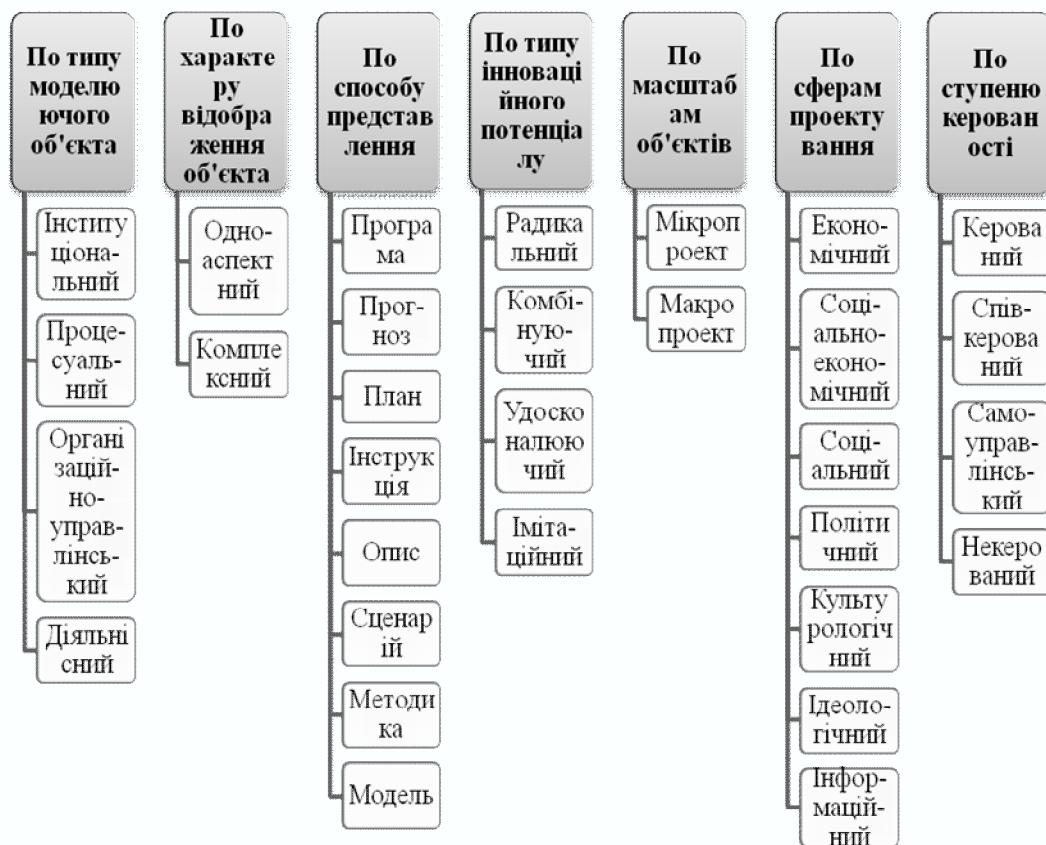 По типу
моделю
ючого
об'єкта
Інститу
ціона-
льний
Проце-
суаль-
ний
Органі
зацій-
но-
управ-
лінсь-
кий
Діяльні
сний
По
характе
ру
відобра
ження
об'єкта
Одно-
аспект
ний
Компле
ксний
По
способу
представ
лення
Програ
ма
Прог-
ноз
План
Інструк
ція
Опис
Сценар
ій
Методи
ка
Модель
По типу
інноваці
йного
потенціа
лу
Радика
льний
Комбі-
ную-
чий
Удоско
налюю
чий
Іміта-
ційний
По
масштаб
ам
об'єктів
Мікроп
роект
Макро
проект
По
сферам
проекту
вання
Еконо-
мічний
Соці-
ально-
еконо-
мічний
Соці-
альний
Політи
чний
Культу
рологіч
ний
Ідеоло-
гічний
Інфор-
мацій-
ний
По
ступеню
керован
ості
Керова
ний
Спів-
керова
ний
Само-
управ-
лінсь-
кий
Некеро
ваний